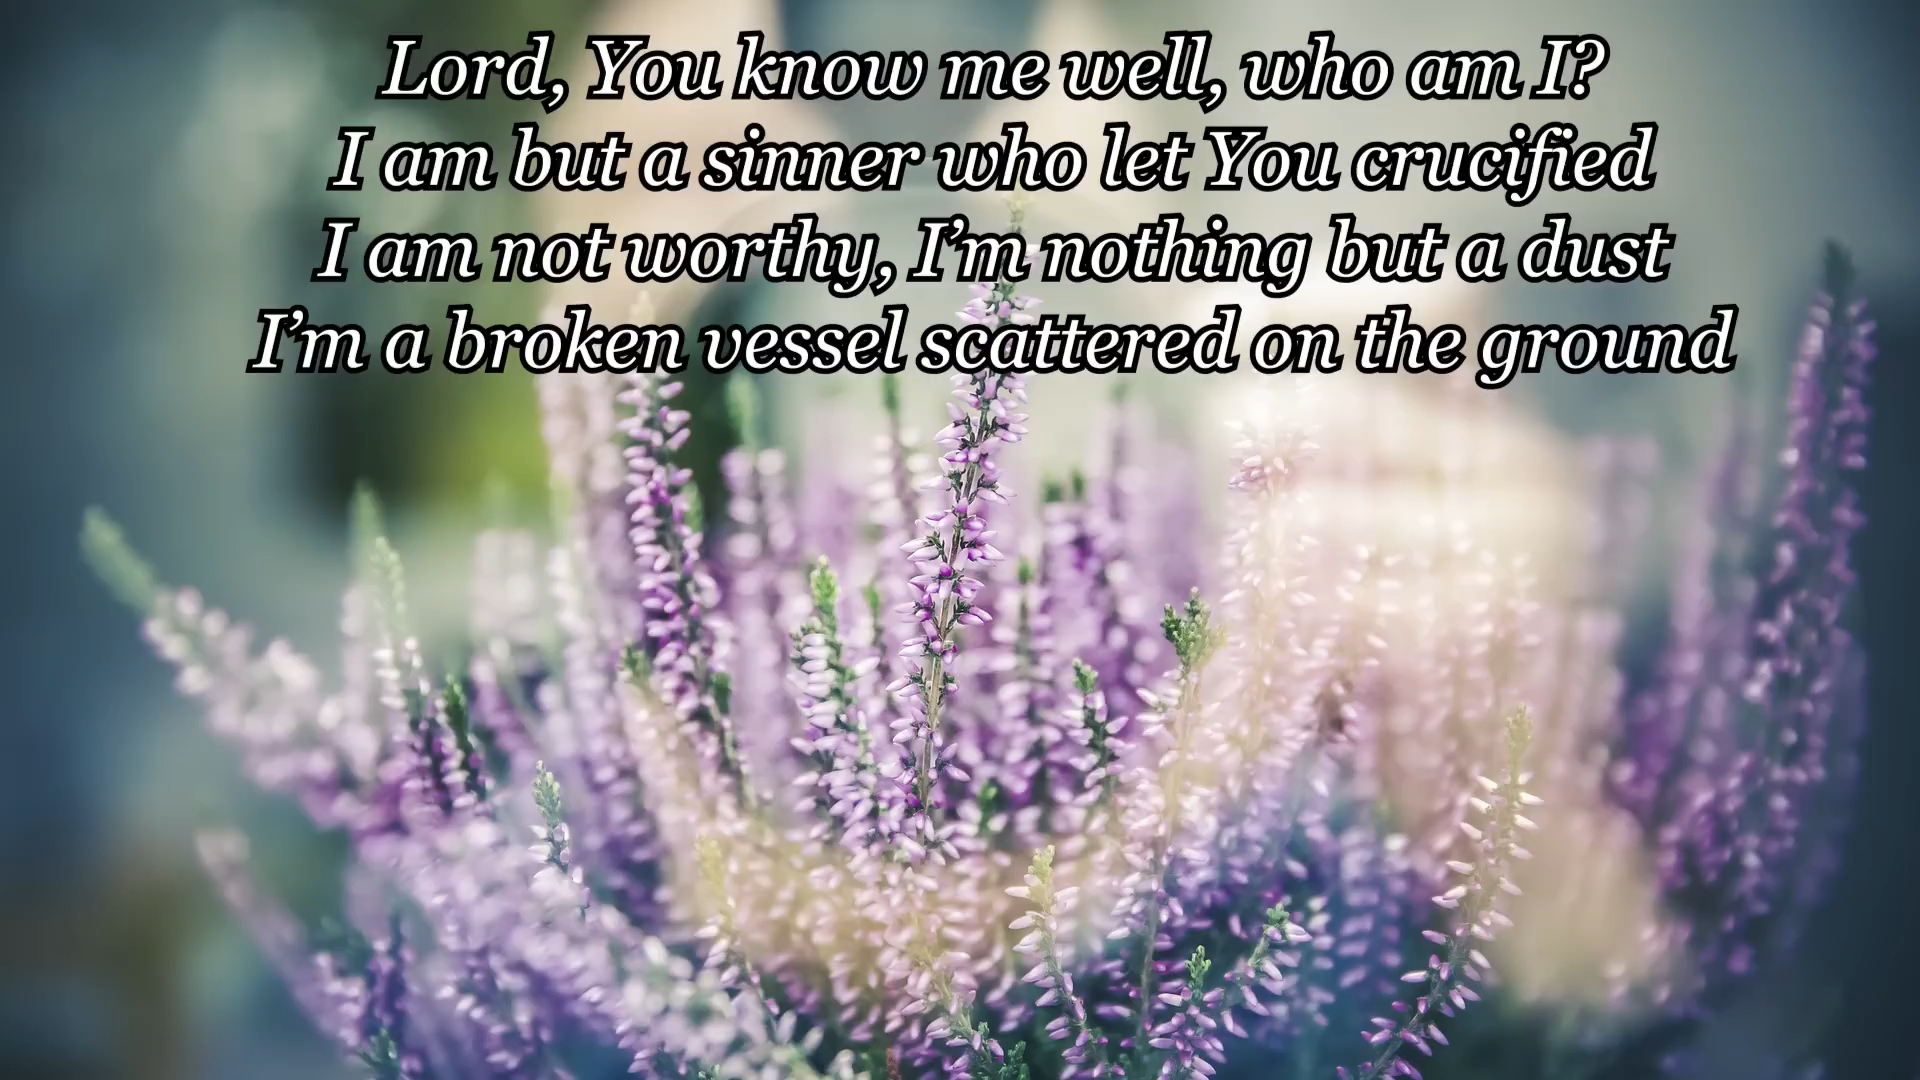 Lord, You know me well, who am I?
I am but a sinner who let You crucified
I am not worthy, I'm nothing but a dust
I'm a broken vessel scattered on the ground